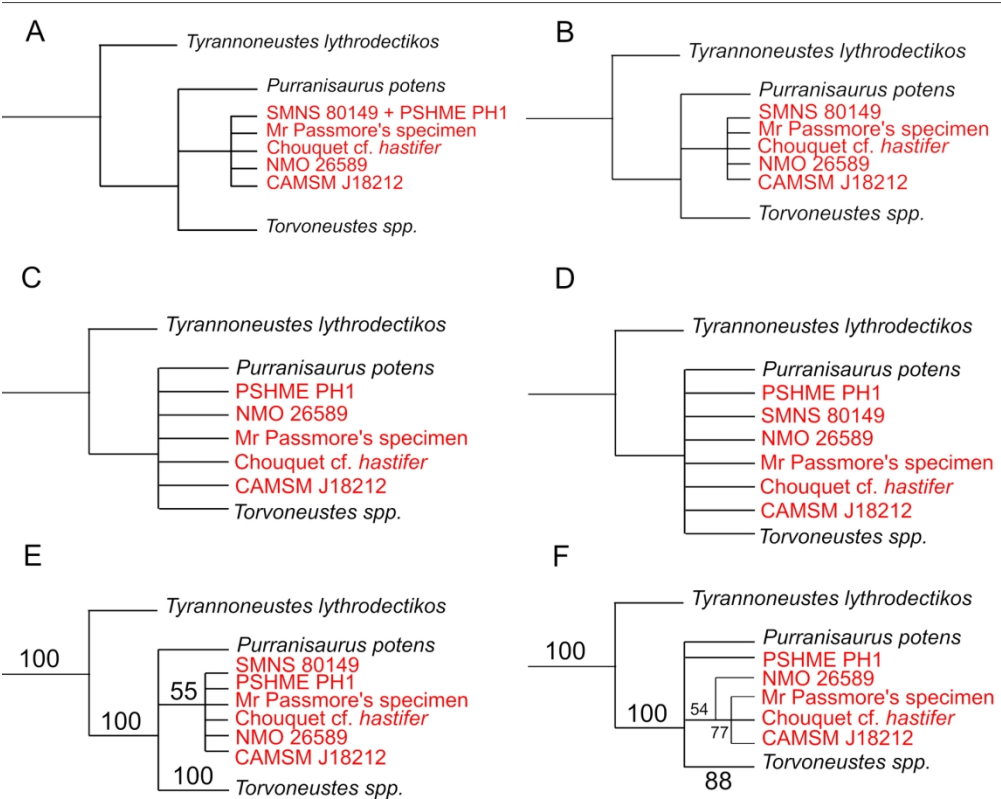 A
Tyrannoneustes lythrodectikos
Purranisaurus potens
SMNS 80149 + PSHME PH1
Mr Passmore's specimen
Chouquet cf. hastifer
NMO 26589
CAMSM J18212
Torvoneustes spp.
B
Tyrannoneustes lythrodectikos
Purranisaurus potens
SMNS 80149
Mr Passmore's specimen
Chouquet cf. hastifer
NMO 26589
CAMSM J18212
Torvoneustes spp.
C
Tyrannoneustes lythrodectikos
Purranisaurus potens
PSHME PH1
NMO 26589
Mr Passmore's specimen
Chouquet cf. hastifer
CAMSM J18212
Torvoneustes spp.
D
Tyrannoneustes lythrodectikos
Purranisaurus potens
PSHME PH1
SMNS 80149
NMO 26589
Mr Passmore's specimen
Chouquet cf. hastifer
CAMSM J18212
Torvoneustes spp.
E
Tyrannoneustes lythrodectikos
100
Purranisaurus potens
SMNS 80149
PSHME PH1
55
Mr Passmore's specimen
Chouquet cf. hastifer
100
NMO 26589
CAMSM J18212
100
Torvoneustes spp.
F
Tyrannoneustes lythrodectikos
100
Purranisaurus potens
PSHME PH1
NMO 26589
Mr Passmore's specimen
54
100
Chouquet cf. hastifer
77
CAMSM J18212
Torvoneustes spp.
88